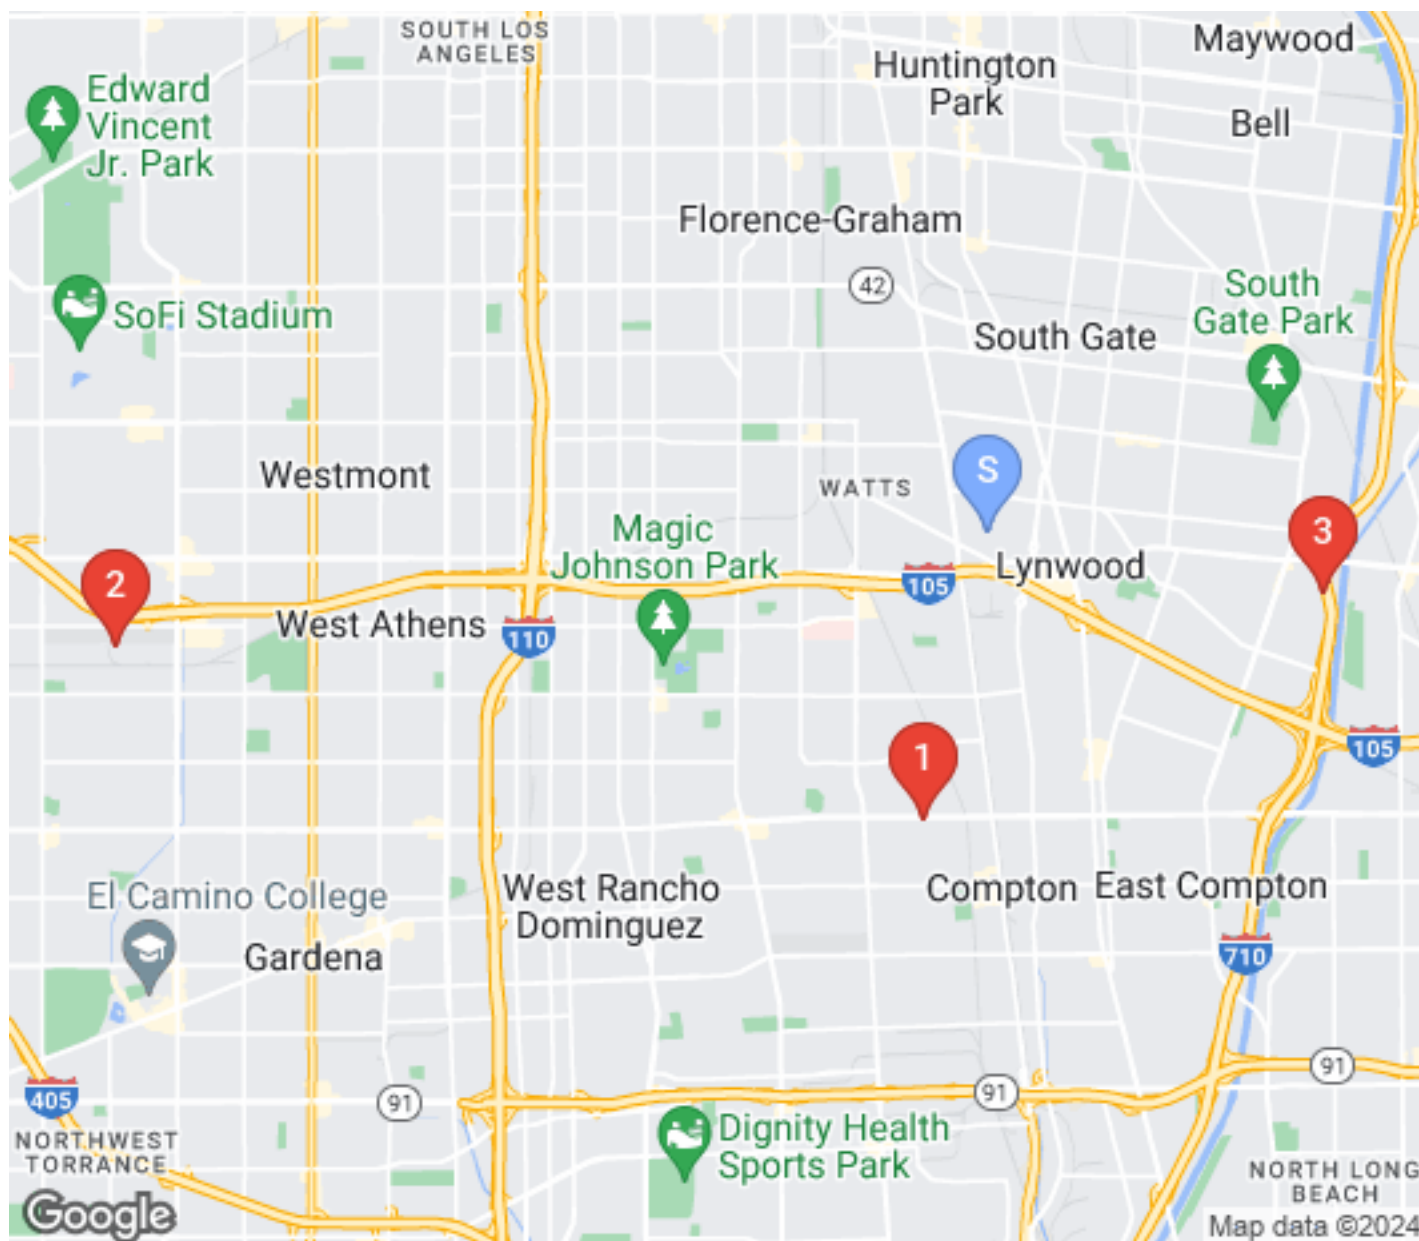 SOUTH LOS
ANGELES
Maywood
Huntington
Park
Edward
Vincent
Jr. Park
Bell
Florence-Graham
42
South
Gate Park
SoFi Stadium
South Gate
Westmont
S
WATTS
Magic
Johnson Park
3
Lynwood
2
105
West Athens
110
1
105
El Camino College
West Rancho
Dominguez
Compton
East Compton
Gardena
710
91
91
91
405
Dignity Health
Sports Park
NORTHWEST
TORRANCE
NORTH LONG
BEACH
Google
Map data ©2024